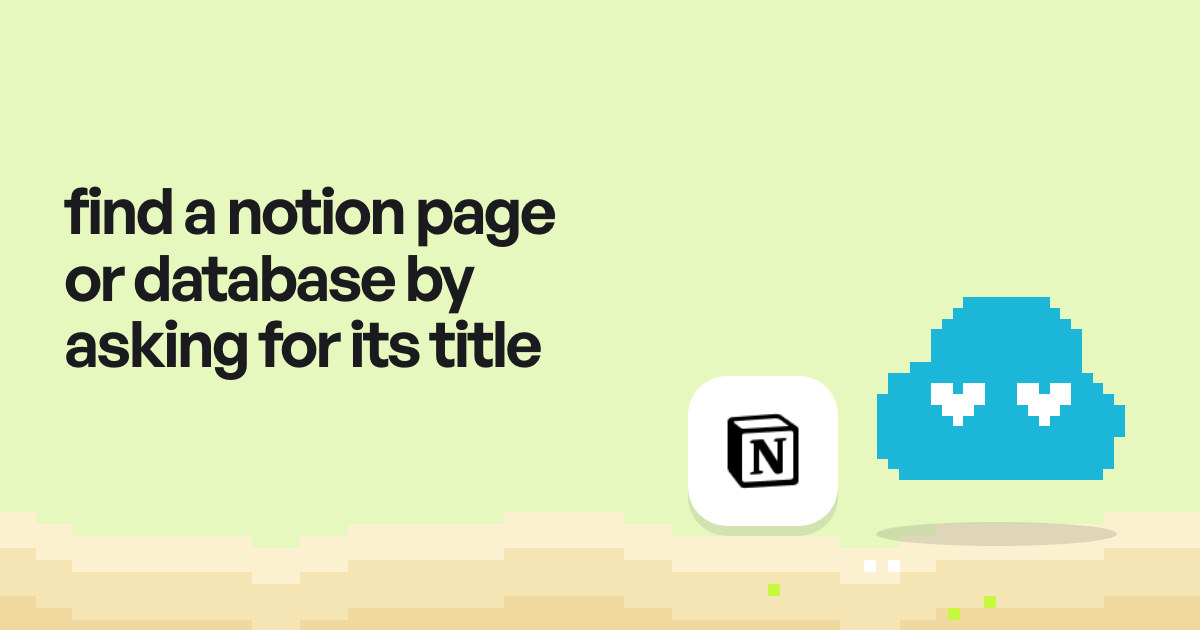 find a notion page
or database by
asking for its title
N